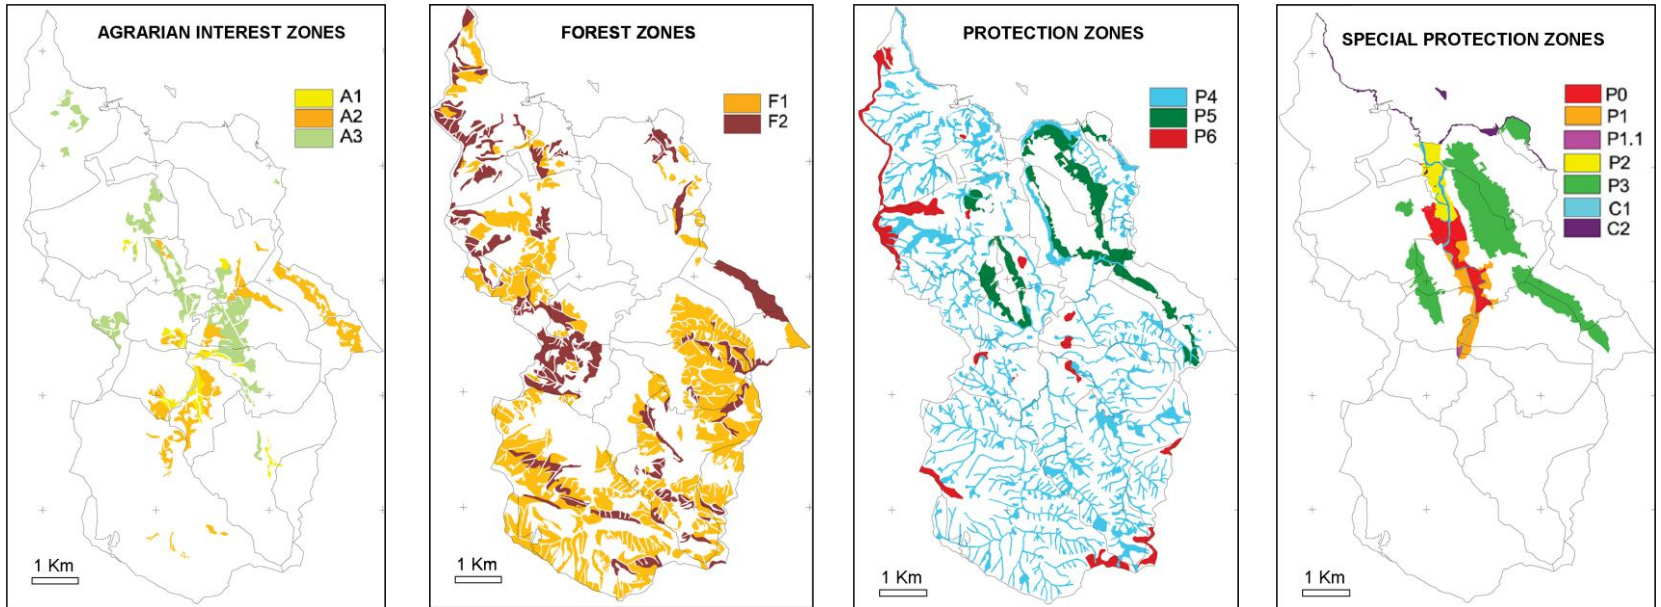 AGRARIAN INTEREST ZONES
A1
A2
A3
1 Km
FOREST ZONES
F1
F2
1 Km
PROTECTION ZONES
P4
P5
P6
1 Km
SPECIAL PROTECTION ZONES
P0
P1
P1.1
P2
P3
C1
C2
1 Km